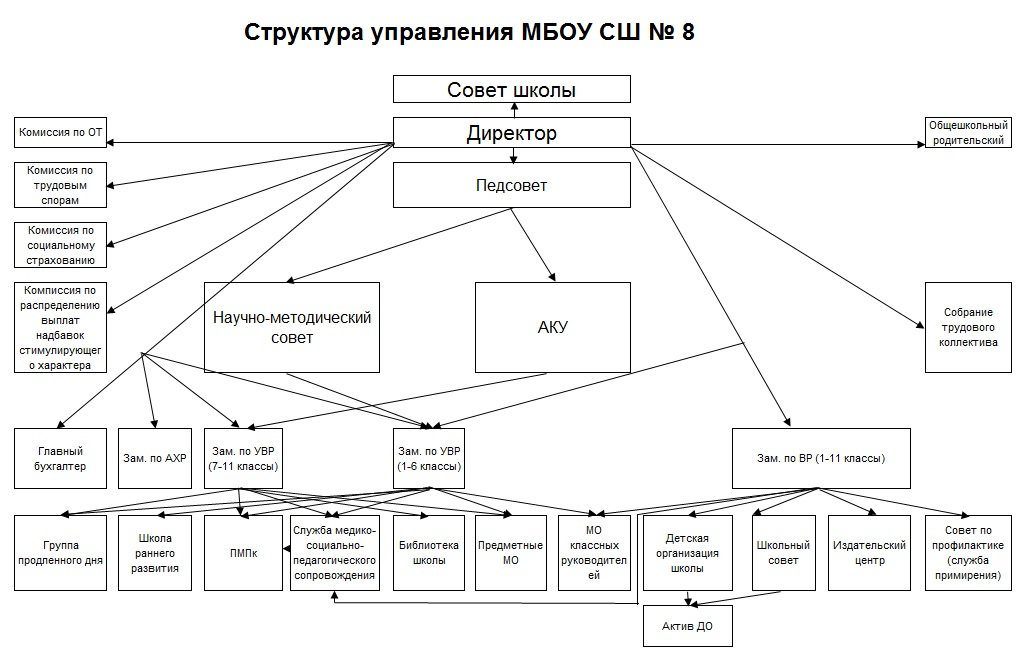 Структура управления МБОУ СШ № 8
Совет школы
Директор
Педсовет
Комиссия по ОТ
Комиссия по
трудовым
спорам
Комиссия по
социальному
страхованию
Комписсия по
распределению
выплат
надбавок
стимулирующег
о характера
Общешкольный
родительский
Научно-методический
совет
АКУ
Собрание
трудового
коллектива
Главный
бухгалтер
Зам. по АХР
Зам. по УВР
(7-11 классы)
Зам. по УВР
(1-6 классы)
Зам. по ВР (1-11 классы)
Группа
продленного дня
Школа
раннего
развития
ПМПк
Служба медико-
социально-
педагогического
сопровождения
Библиотека
школы
Предметные
МО
МО
классных
руководител
ей
Детская
организация
школы
Школьный
совет
Издательский
центр
Совет по
профилактике
(служба
примирения)
Актив ДО